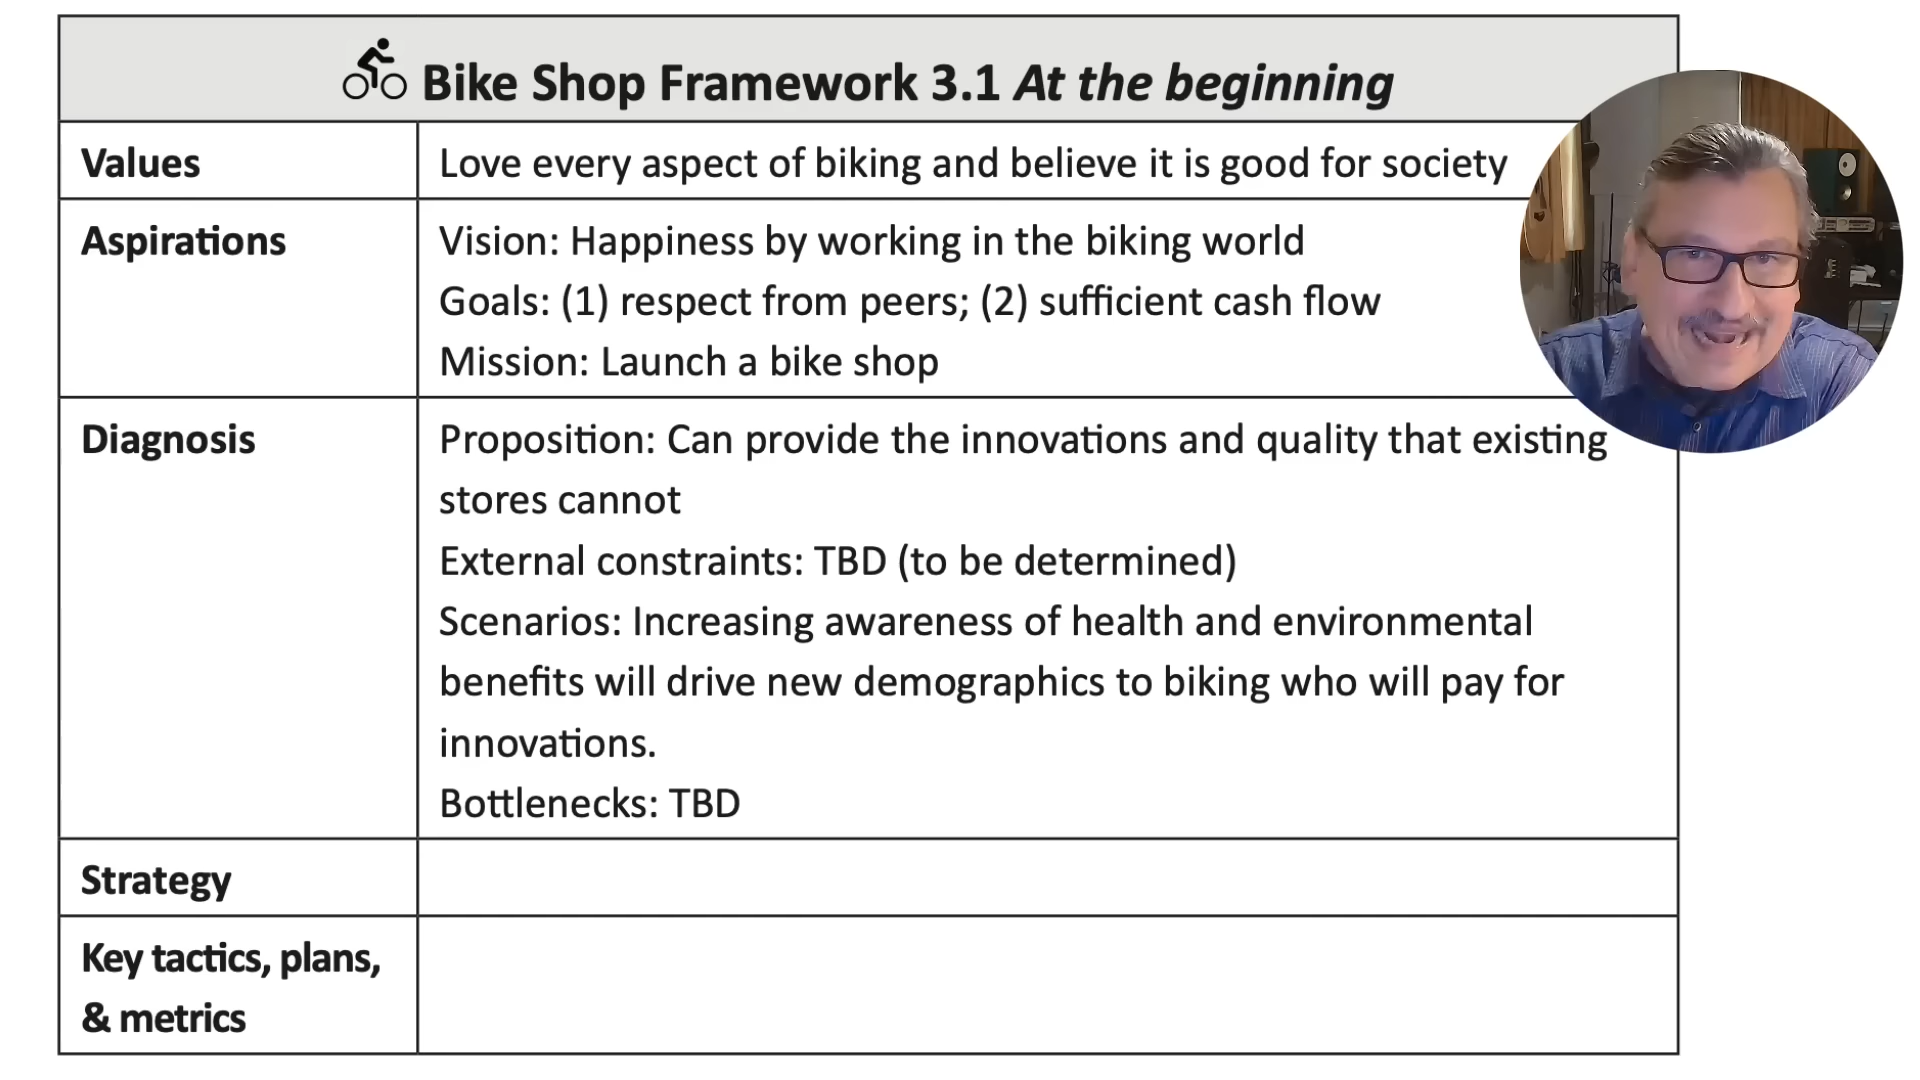 Bike Shop Framework 3.1 At the beginning
Values
Love every aspect of biking and believe it is good for society
Aspirations
Vision: Happiness by working in the biking world
Goals: (1) respect from peers; (2) sufficient cash flow
Mission: Launch a bike shop
Diagnosis
Proposition: Can provide the innovations and quality that existing
stores cannot
External constraints: TBD (to be determined)
Scenarios: Increasing awareness of health and environmental
benefits will drive new demographics to biking who will pay for
innovations.
Bottlenecks: TBD
Strategy
Key tactics, plans,
& metrics